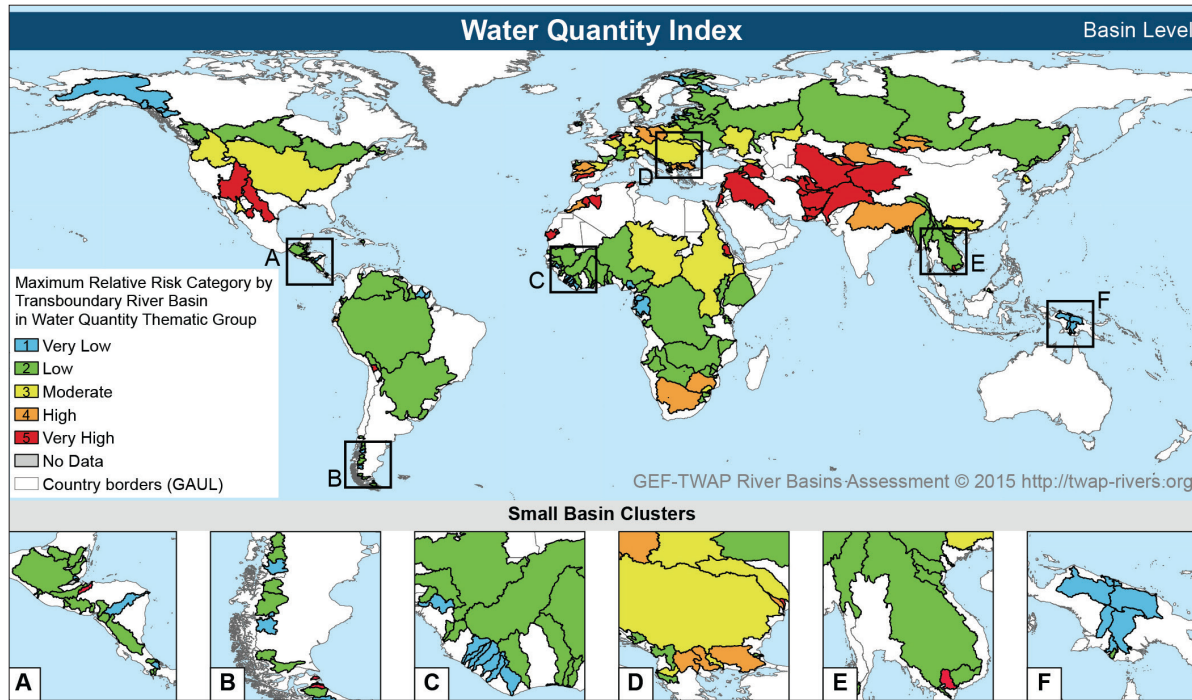 Water Quantity Index
Basin Level
A
B
C
D
E
F
Maximum Relative Risk Category by
Transboundary River Basin
in Water Quantity Thematic Group
1 Very Low
2 Low
3 Moderate
4 High
5 Very High
No Data
Country borders (GAUL)
GEF-TWAP River Basins Assessment © 2015 http://twap-rivers.org
Small Basin Clusters
A
B
C
D
E
F